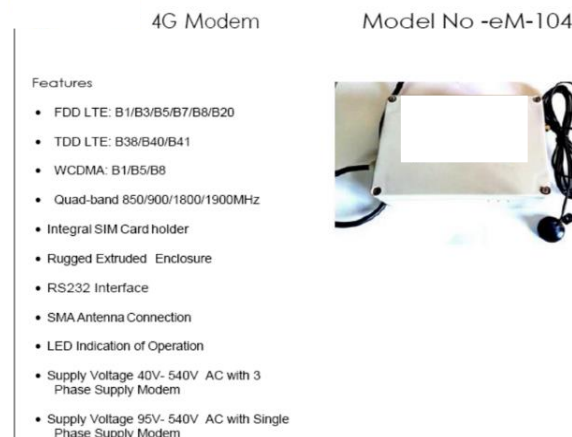 4G Modem
Model No -eM-104
Features
• FDD LTE: B1/B3/B5/B7/B8/B20
• TDD LTE: B38/B40/B41
• WCDMA: B1/B5/B8
• Quad-band 850/900/1800/1900MHz
• Integral SIM Card holder
• Rugged Extruded Enclosure
• RS232 Interface
• SMA Antenna Connection
• LED Indication of Operation
• Supply Voltage 40V- 540V AC with 3
Phase Supply Modem
• Supply Voltage 95V- 540V AC with Single
Phase Supply Modem